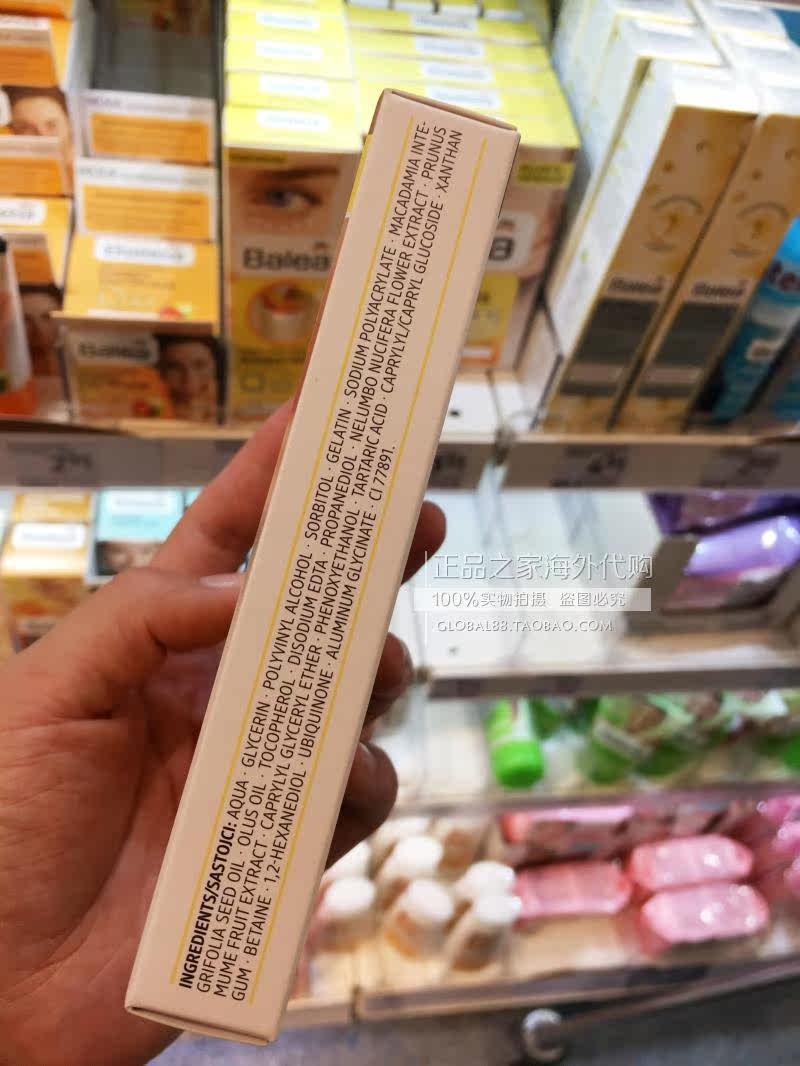 INGREDIENTS/SASTOJCI: AQUA · GLYCERIN · POLYVINYL ALCOHOL · SORBITOL · GELATIN · SODIUM POLYACRYLATE · MACADAMIA INTE-
GRIFOLIA SEED OIL · OLUS OIL · TOCOPHEROL · DISODIUM EDTA · PROPANEDIOL · NELUMBO NUCIFERA FLOWER EXTRACT · PRUNUS
MUME FRUIT EXTRACT · CAPRYLYL GLYCERYL ETHER · PHENOXYETHANOL · TARTARIC ACID · CAPRYLYL/CAPRYL GLUCOSIDE · XANTHAN
GUM · BETAINE · 1,2-HEXANEDIOL · UBIQUINONE · ALUMINUM GLYCINATE · CI 77891.
Balea
Balea
Balea
Balea
正品之家海外代购
100%实物拍摄 盗图必究
GLOBAL88.TAOBAO.COM